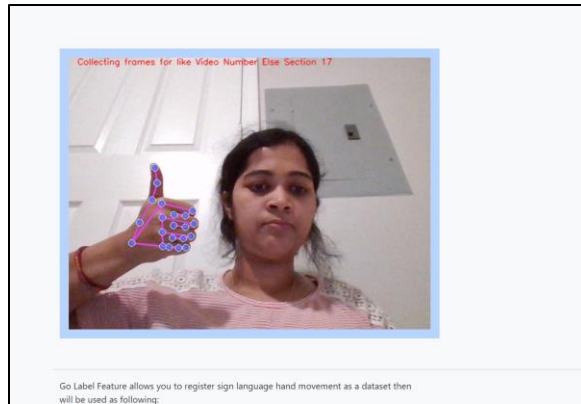 Collecting frames for like Video Number Else Section 17
Go Label Feature allows you to register sign language hand movement as a dataset then
will be used as following: